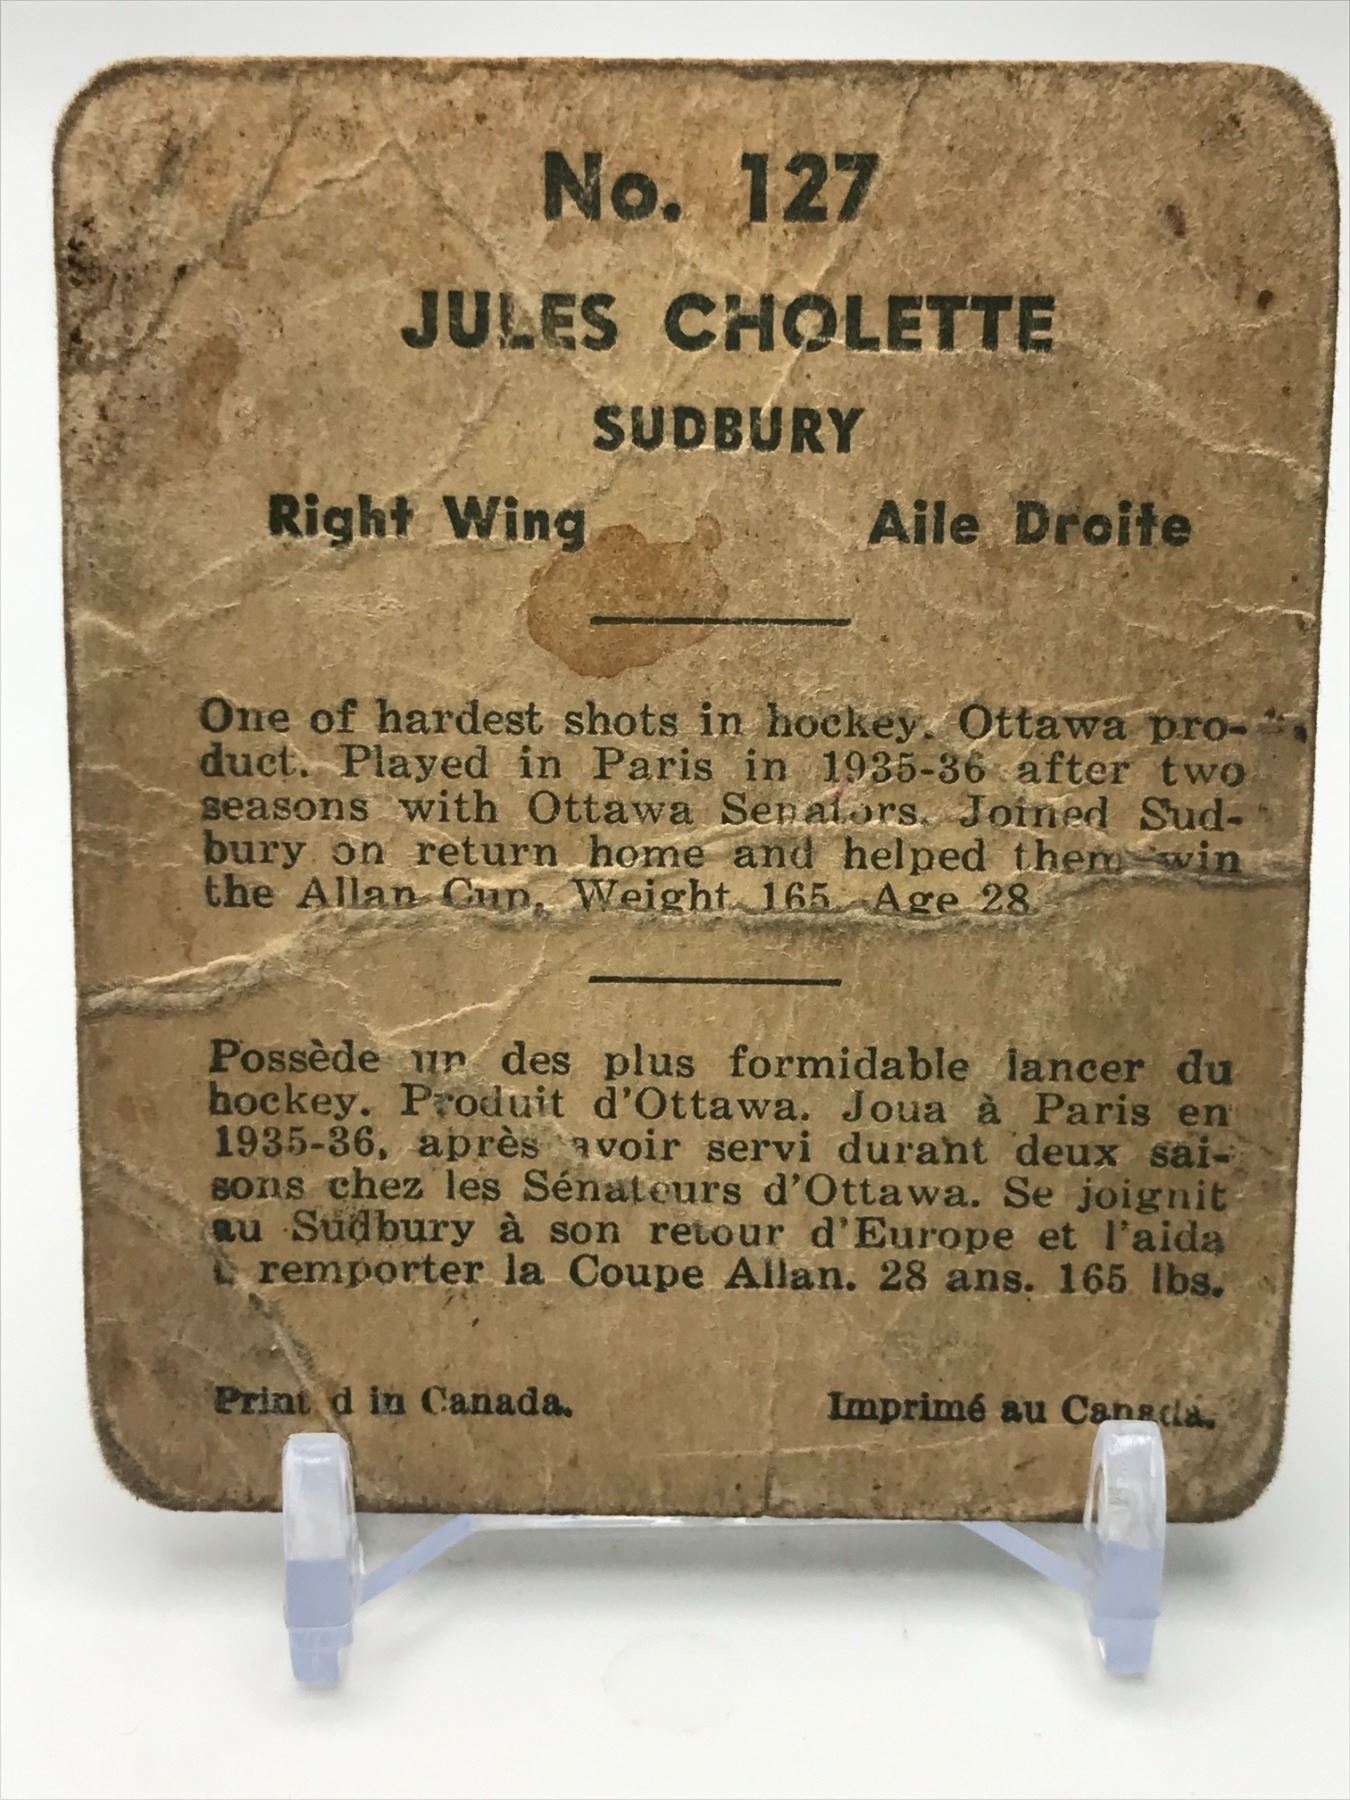 No. 127
JULES CHOLETTE
SUDBURY
Right Wing Aile Droite
One of hardest shots in hockey. Ottawa pro-
duct. Played in Paris in 1935-36 after two
seasons with Ottawa Senators. Joined Sud-
bury on return home and helped them win
the Allan Cup. Weight 165. Age 28.
Possède un des plus formidable lancer du
hockey. Produit d'Ottawa. Joua à Paris en
1935-36, après avoir servi durant deux sai-
sons chez les Sénateurs d'Ottawa. Se joignit
au Sudbury à son retour d'Europe et l'aida
à remporter la Coupe Allan. 28 ans. 165 lbs.
Printed in Canada. Imprimé au Canada.